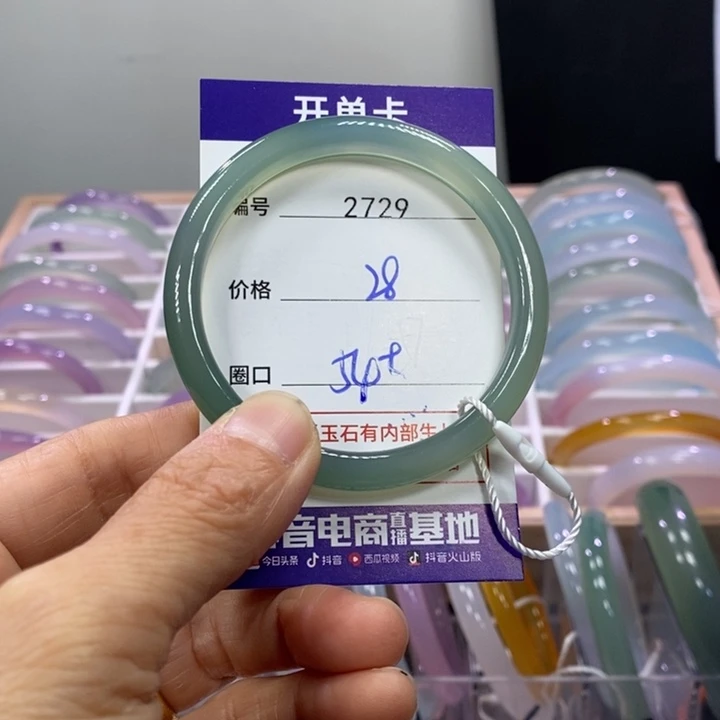 开单卡
编号 2729
价格 28
圈口 54+
玉石有内部生
音电商直播基地
今日头条 抖音 西瓜视频 抖音火山版